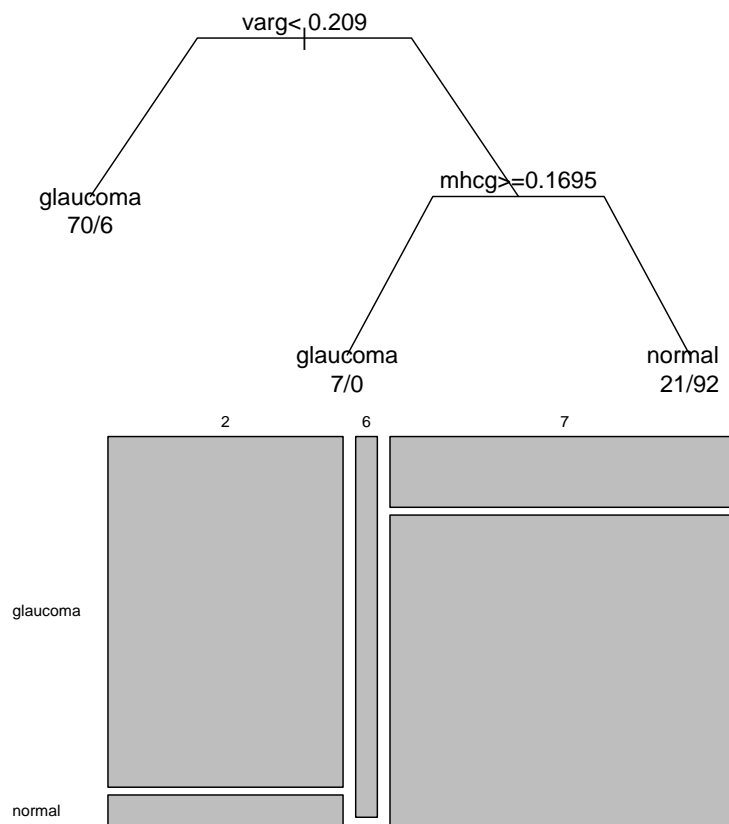 varg< 0.209
mhcg>=0.1695
glaucoma
70/6
glaucoma
7/0
normal
21/92
2 6 7
glaucoma
normal